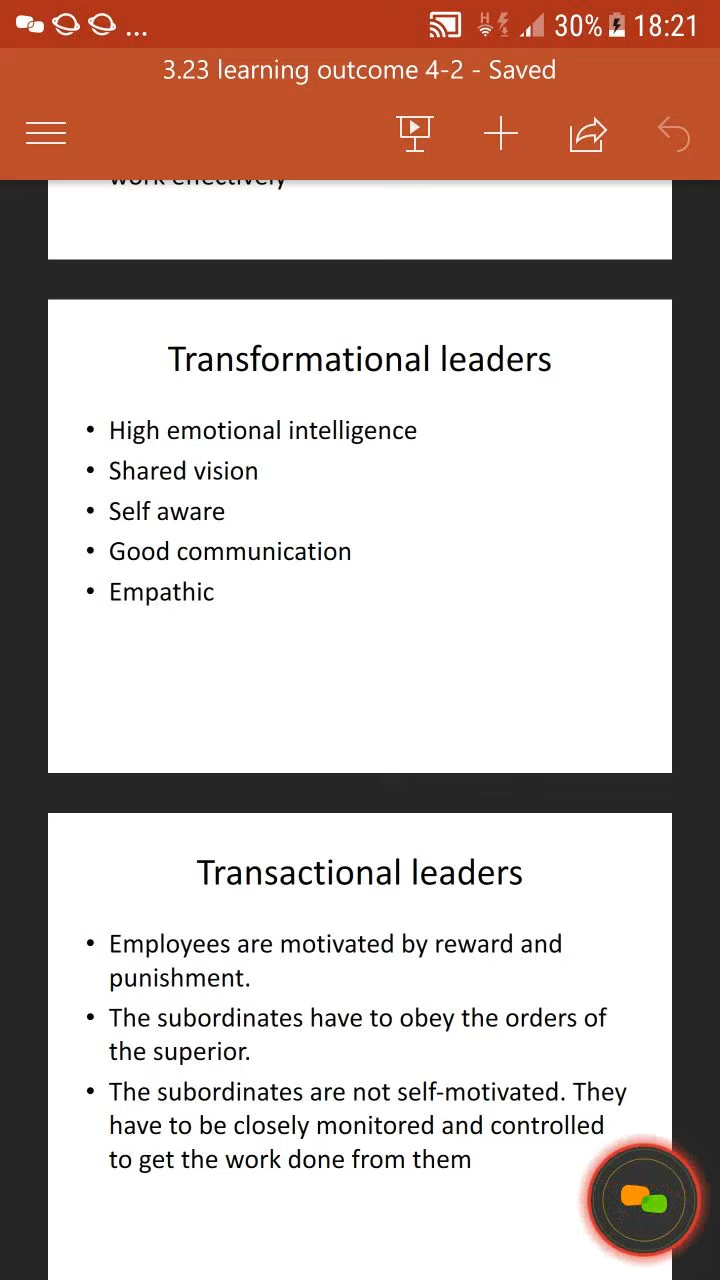 ... 30% 18:21
3.23 learning outcome 4-2 - Saved
work effectively
Transformational leaders
• High emotional intelligence
• Shared vision
• Self aware
• Good communication
• Empathic
Transactional leaders
• Employees are motivated by reward and
punishment.
• The subordinates have to obey the orders of
the superior.
• The subordinates are not self-motivated. They
have to be closely monitored and controlled
to get the work done from them